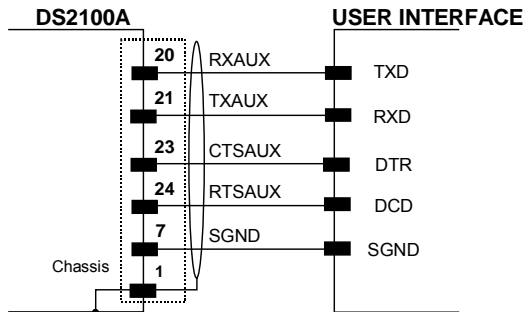 DS2100A USER INTERFACE
20 RXAUX TXD
21 TXAUX RXD
23 CTSAUX DTR
24 RTSAUX DCD
7 SGND SGND
Chassis 1